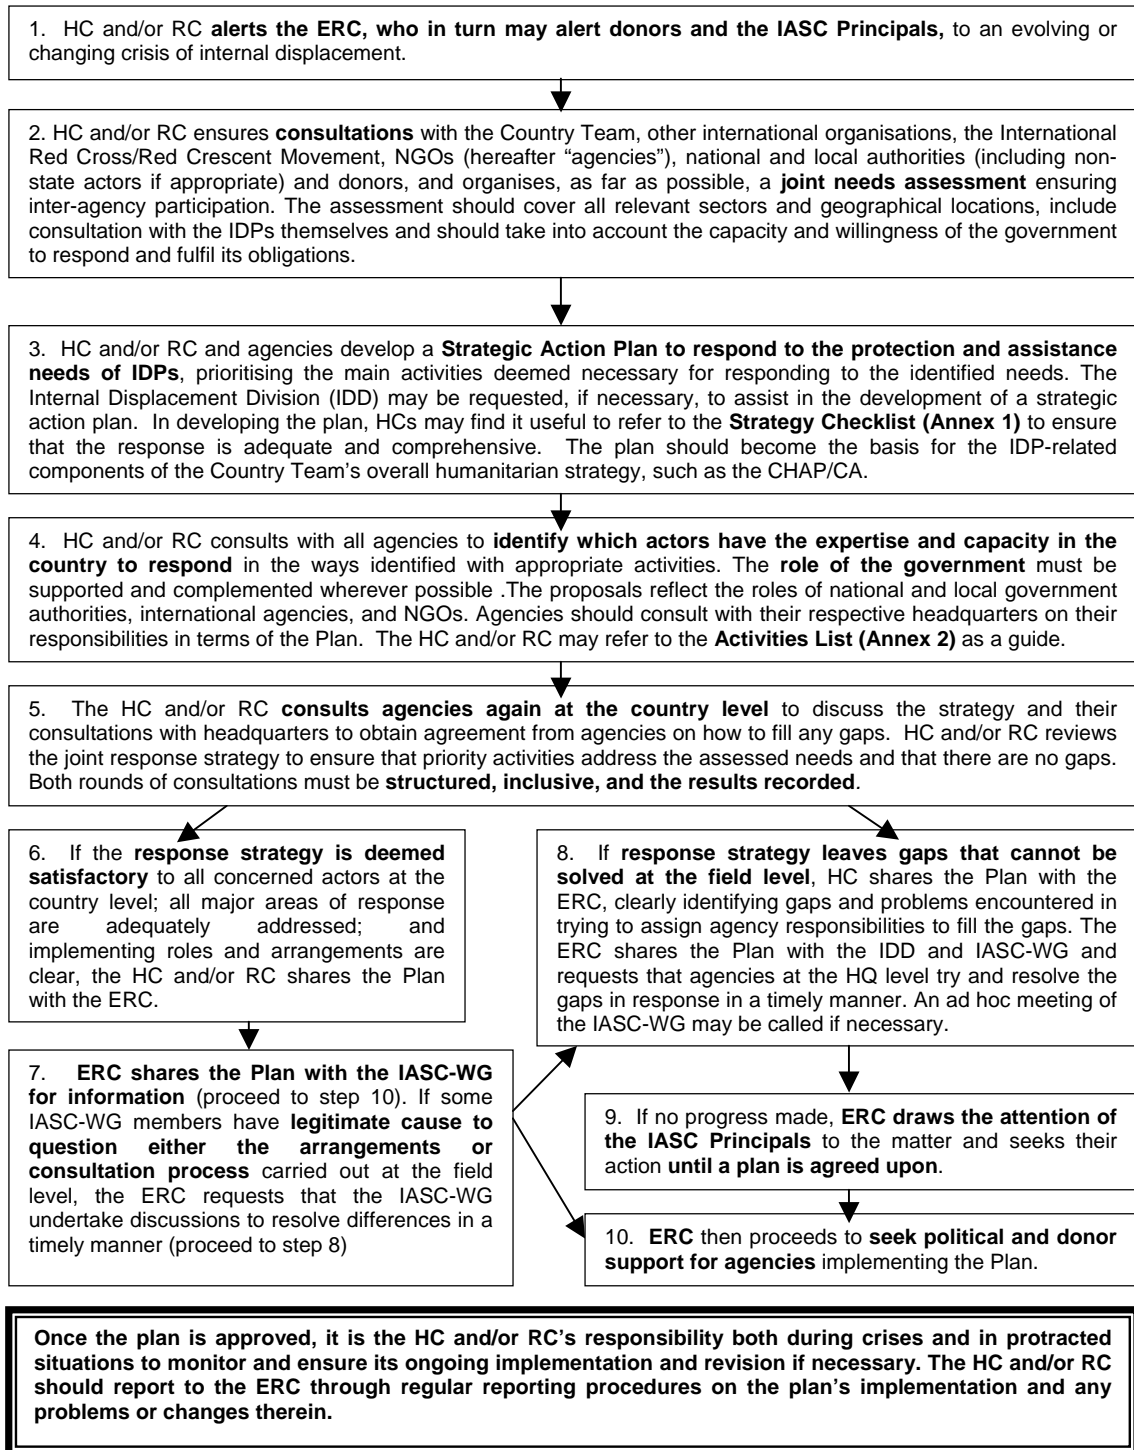 1. HC and/or RC alerts the ERC, who in turn may alert donors and the IASC Principals, to an evolving or
changing crisis of internal displacement.
2. HC and/or RC ensures consultations with the Country Team, other international organisations, the International
Red Cross/Red Crescent Movement, NGOs (hereafter “agencies”), national and local authorities (including non-
state actors if appropriate) and donors, and organises, as far as possible, a joint needs assessment ensuring
inter-agency participation. The assessment should cover all relevant sectors and geographical locations, include
consultation with the IDPs themselves and should take into account the capacity and willingness of the government
to respond and fulfil its obligations.
3. HC and/or RC and agencies develop a Strategic Action Plan to respond to the protection and assistance
needs of IDPs, prioritising the main activities deemed necessary for responding to the identified needs. The
Internal Displacement Division (IDD) may be requested, if necessary, to assist in the development of a strategic
action plan. In developing the plan, HCs may find it useful to refer to the Strategy Checklist (Annex 1) to ensure
that the response is adequate and comprehensive. The plan should become the basis for the IDP-related
components of the Country Team’s overall humanitarian strategy, such as the CHAP/CA.
4. HC and/or RC consults with all agencies to identify which actors have the expertise and capacity in the
country to respond in the ways identified with appropriate activities. The role of the government must be
supported and complemented wherever possible .The proposals reflect the roles of national and local government
authorities, international agencies, and NGOs. Agencies should consult with their respective headquarters on their
responsibilities in terms of the Plan. The HC and/or RC may refer to the Activities List (Annex 2) as a guide.
5. The HC and/or RC consults agencies again at the country level to discuss the strategy and their
consultations with headquarters to obtain agreement from agencies on how to fill any gaps. HC and/or RC reviews
the joint response strategy to ensure that priority activities address the assessed needs and that there are no gaps.
Both rounds of consultations must be structured, inclusive, and the results recorded.
6. If the response strategy is deemed
satisfactory to all concerned actors at the
country level; all major areas of response
are adequately addressed; and
implementing roles and arrangements are
clear, the HC and/or RC shares the Plan
with the ERC.
7. ERC shares the Plan with the IASC-WG
for information (proceed to step 10). If some
IASC-WG members have legitimate cause to
question either the arrangements or
consultation process carried out at the field
level, the ERC requests that the IASC-WG
undertake discussions to resolve differences in a
timely manner (proceed to step 8)
8. If response strategy leaves gaps that cannot be
solved at the field level, HC shares the Plan with the
ERC, clearly identifying gaps and problems encountered in
trying to assign agency responsibilities to fill the gaps. The
ERC shares the Plan with the IDD and IASC-WG and
requests that agencies at the HQ level try and resolve the
gaps in response in a timely manner. An ad hoc meeting of
the IASC-WG may be called if necessary.
9. If no progress made, ERC draws the attention of
the IASC Principals to the matter and seeks their
action until a plan is agreed upon.
10. ERC then proceeds to seek political and donor
support for agencies implementing the Plan.
Once the plan is approved, it is the HC and/or RC’s responsibility both during crises and in protracted
situations to monitor and ensure its ongoing implementation and revision if necessary. The HC and/or RC
should report to the ERC through regular reporting procedures on the plan’s implementation and any
problems or changes therein.